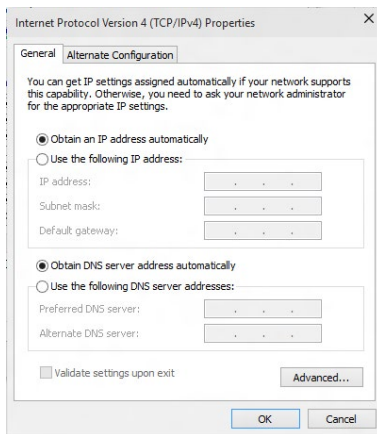 Internet Protocol Version 4 (TCP/IPv4) Properties
General
Alternate Configuration
You can get IP settings assigned automatically if your network supports
this capability. Otherwise, you need to ask your network administrator
for the appropriate IP settings.
Obtain an IP address automatically
Use the following IP address:
IP address:
Subnet mask:
Default gateway:
Obtain DNS server address automatically
Use the following DNS server addresses:
Preferred DNS server:
Alternate DNS server:
Validate settings upon exit
Advanced...
OK
Cancel